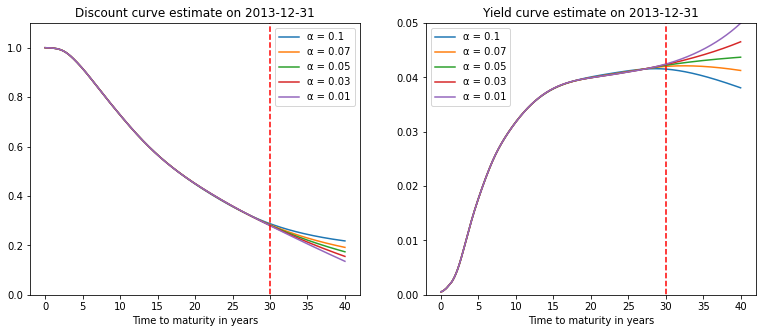 Discount curve estimate on 2013-12-31
1.0
0.8
0.6
0.4
0.2
0.0
α = 0.1
α = 0.07
α = 0.05
α = 0.03
α = 0.01
0 5 10 15 20 25 30 35 40
Time to maturity in years
Yield curve estimate on 2013-12-31
0.05
0.04
0.03
0.02
0.01
0.00
α = 0.1
α = 0.07
α = 0.05
α = 0.03
α = 0.01
0 5 10 15 20 25 30 35 40
Time to maturity in years